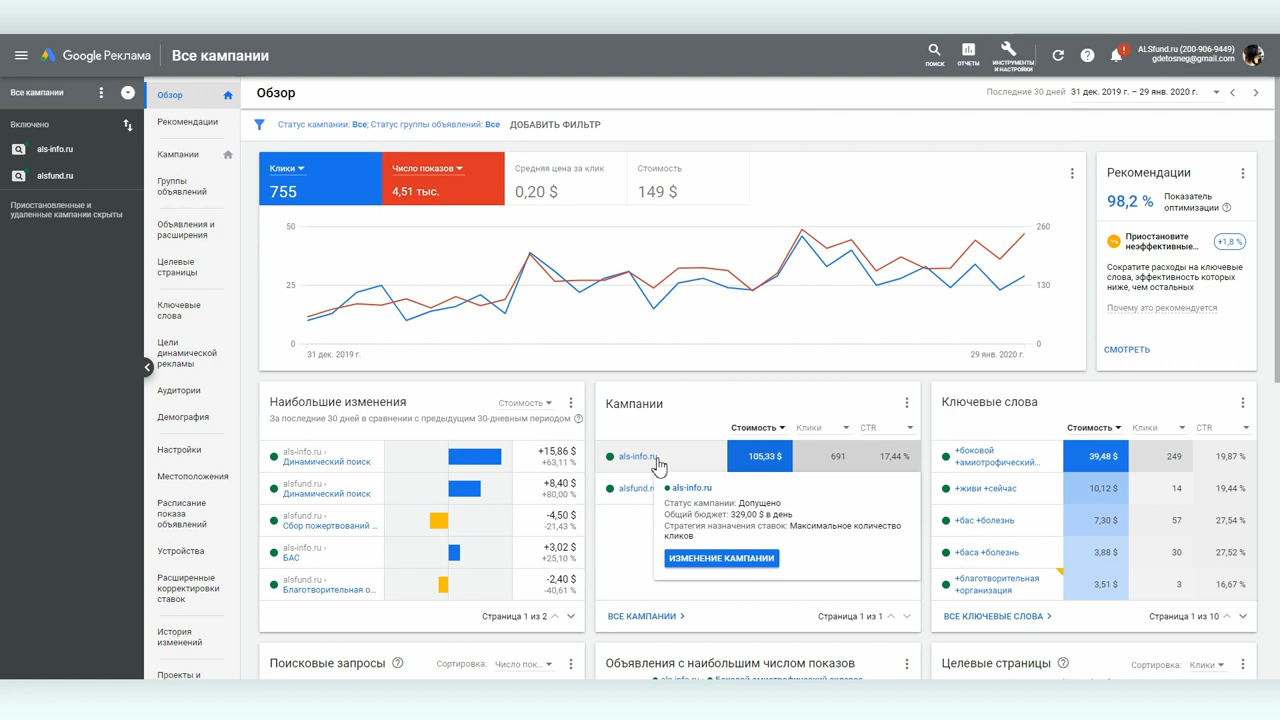 Google Реклама
Все кампании
ПОИСК
ОТЧЕТЫ
ИНСТРУМЕНТЫ
И НАСТРОЙКИ
ALSfund.ru (200-906-9449)
gdetosneg@gmail.com
Все кампании
Включено
als-info.ru
alsfund.ru
Приостановленные и
удаленные кампании скрыты
Обзор
Рекомендации
Кампании
Группы
объявлений
Объявления и
расширения
Целевые
страницы
Ключевые
слова
Цели
динамической
рекламы
Аудитории
Демография
Настройки
Местоположения
Расписание
показа
объявлений
Устройства
Расширенные
корректировки
ставок
История
изменений
Проекты и
Обзор
Последние 30 дней 31 дек. 2019 г. – 29 янв. 2020 г.
Статус кампании: Все; Статус группы объявлений: Все ДОБАВИТЬ ФИЛЬТР
Клики
755
Число показов
4,51 тыс.
Средняя цена за клик
0,20 $
Стоимость
149 $
50
25
0
260
130
0
31 дек. 2019 г.
29 янв. 2020 г.
Рекомендации
98,2 %
Показатель
оптимизации
Приостановите
неэффективные...
+1,8 %
Сократите расходы на ключевые
слова, эффективность которых
ниже, чем остальных
Почему это рекомендуется
СМОТРЕТЬ
Наибольшие изменения
Стоимость
За последние 30 дней в сравнении с предыдущим 30-дневным периодом
als-info.ru ›
Динамический поиск
+15,86 $
+63,11 %
alsfund.ru ›
Динамический поиск
+8,40 $
+80,00 %
alsfund.ru ›
Сбор пожертвований ...
-4,50 $
-21,43 %
als-info.ru ›
БАС
+3,02 $
+25,10 %
alsfund.ru ›
Благотворительная о...
-2,40 $
-40,61 %
Страница 1 из 2
Кампании
Стоимость Клики CTR
als-info.ru 105,33 $ 691 17,44 %
alsfund.ru
als-info.ru
Статус кампании: Допущено
Общий бюджет: 329,00 $ в день
Стратегия назначения ставок: Максимальное количество
кликов
ИЗМЕНЕНИЕ КАМПАНИИ
ВСЕ КАМПАНИИ
Страница 1 из 1
Ключевые слова
Стоимость Клики CTR
+боковой
+амиотрофический...
39,48 $ 249 19,87 %
+живи +сейчас 10,12 $ 14 19,44 %
+бас +болезнь 7,30 $ 57 27,54 %
+баса +болезнь 3,88 $ 30 27,52 %
+благотворительная
+организация
3,51 $ 3 16,67 %
ВСЕ КЛЮЧЕВЫЕ СЛОВА
Страница 1 из 10
Поисковые запросы
Сортировка: Число пок...
Объявления с наибольшим числом показов
Целевые страницы
Сортировка: Клики